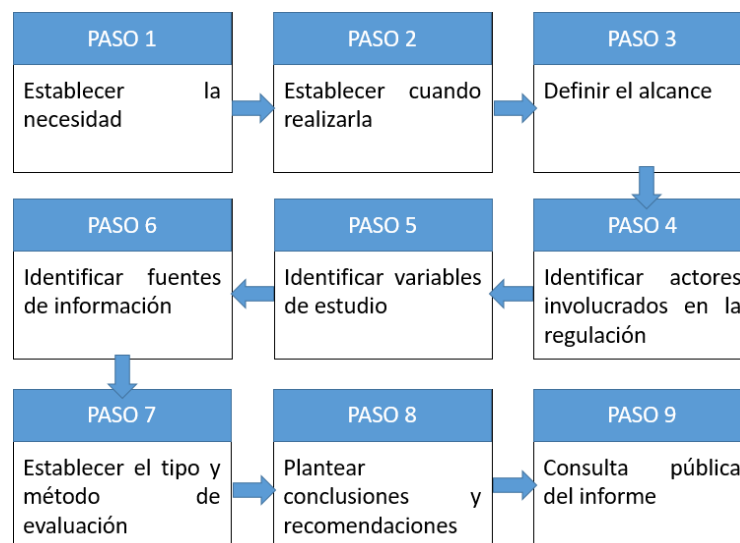 PASO 1
Establecer la
necesidad
PASO 2
Establecer cuando
realizarla
PASO 3
Definir el alcance
PASO 4
Identificar actores
involucrados en la
regulación
PASO 5
Identificar variables
de estudio
PASO 6
Identificar fuentes
de información
PASO 7
Establecer el tipo y
método de
evaluación
PASO 8
Plantear
conclusiones y
recomendaciones
PASO 9
Consulta pública
del informe